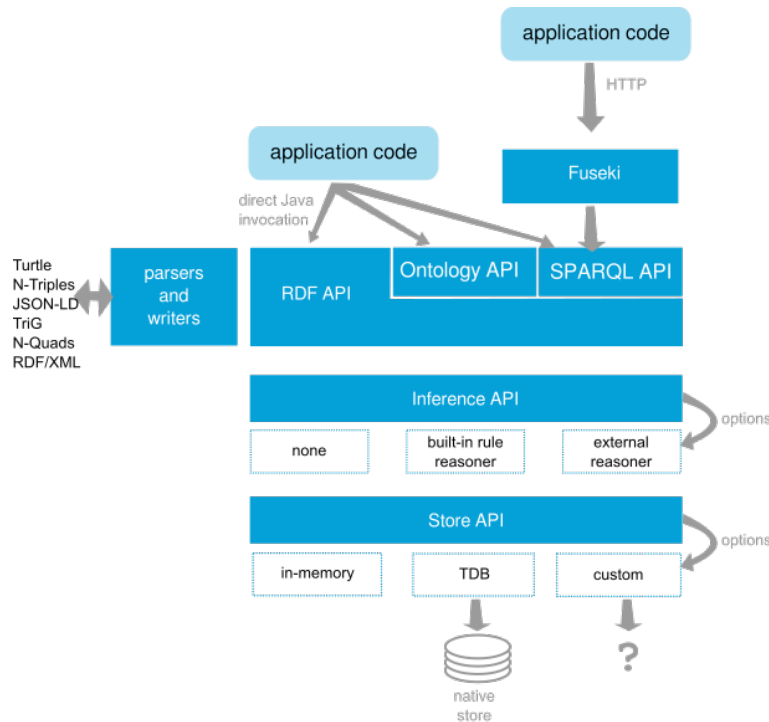 application code
HTTP
Fuseki
application code
direct Java
invocation
Turtle
N-Triples
JSON-LD
TriG
N-Quads
RDF/XML
parsers
and
writers
RDF API
Ontology API
SPARQL API
Inference API
options
none
built-in rule
reasoner
external
reasoner
Store API
options
in-memory
TDB
custom
?
native
store